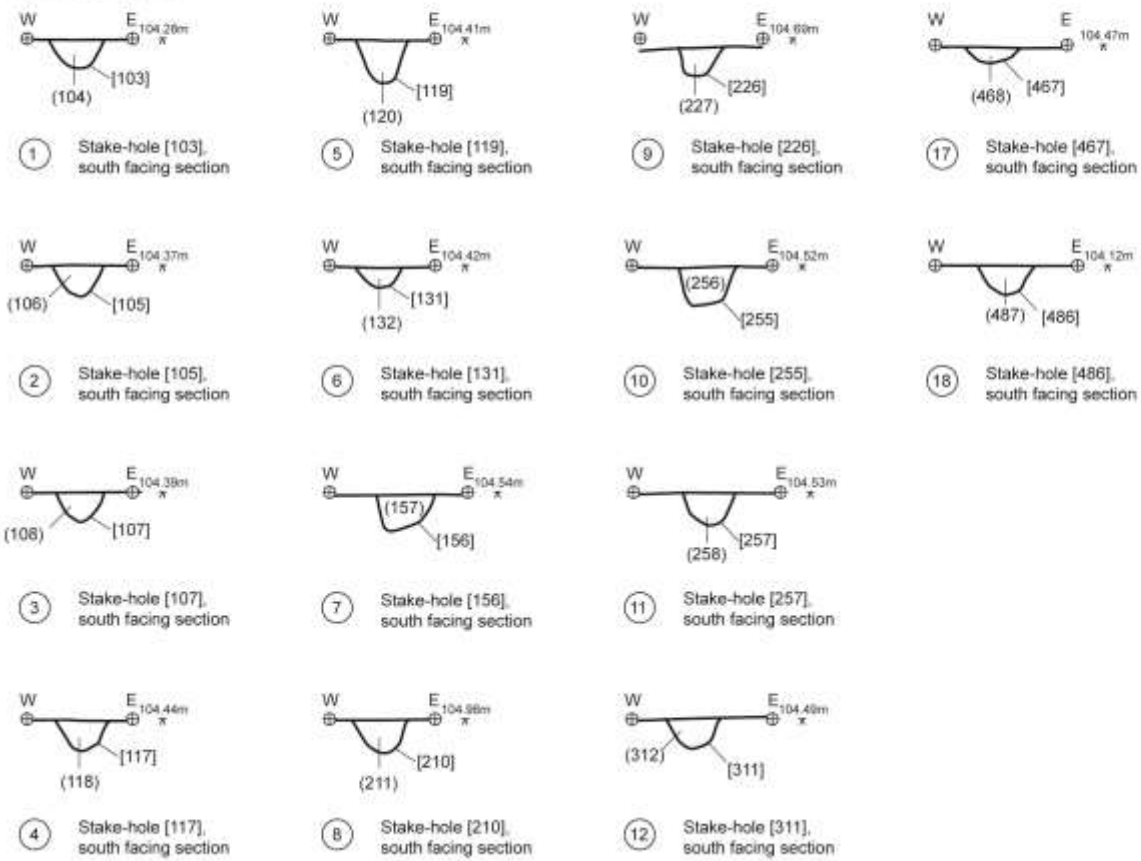 W E 104.26m
(104) [103]
1 Stake-hole [103],
south facing section
W E 104.37m
(106) [105]
2 Stake-hole [105],
south facing section
W E 104.39m
(108) [107]
3 Stake-hole [107],
south facing section
W E 104.44m
(118) [117]
4 Stake-hole [117],
south facing section
W E 104.41m
(120) [119]
5 Stake-hole [119],
south facing section
W E 104.42m
(132) [131]
6 Stake-hole [131],
south facing section
W E 104.54m
(157) [156]
7 Stake-hole [156],
south facing section
W E 104.98m
(211) [210]
8 Stake-hole [210],
south facing section
W E 104.69m
(227) [226]
9 Stake-hole [226],
south facing section
W E 104.52m
(256) [255]
10 Stake-hole [255],
south facing section
W E 104.53m
(258) [257]
11 Stake-hole [257],
south facing section
W E 104.49m
(312) [311]
12 Stake-hole [311],
south facing section
W E 104.47m
(468) [467]
17 Stake-hole [467],
south facing section
W E 104.12m
(487) [486]
18 Stake-hole [486],
south facing section